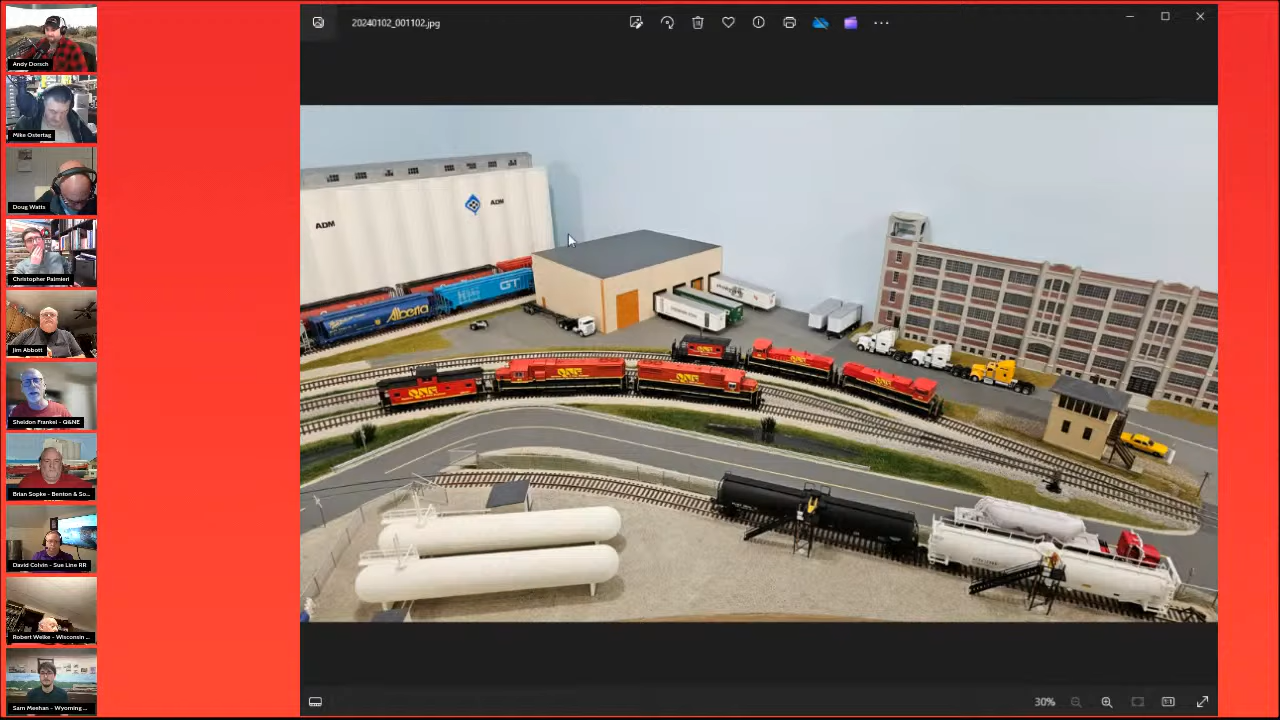 20240102_001102.jpg
Andy Dorsch
Mike Ostertag
Doug Watts
Christopher Palmieri
Jim Abbott
Sheldon Frankel - Q&NE
Brian Sopke - Benton & So...
David Colvin - Sue Line RR
Robert Welke - Wisconsin ...
Sam Meehan - Wyoming ...
ADM
ADM
Alberta
GT
30%